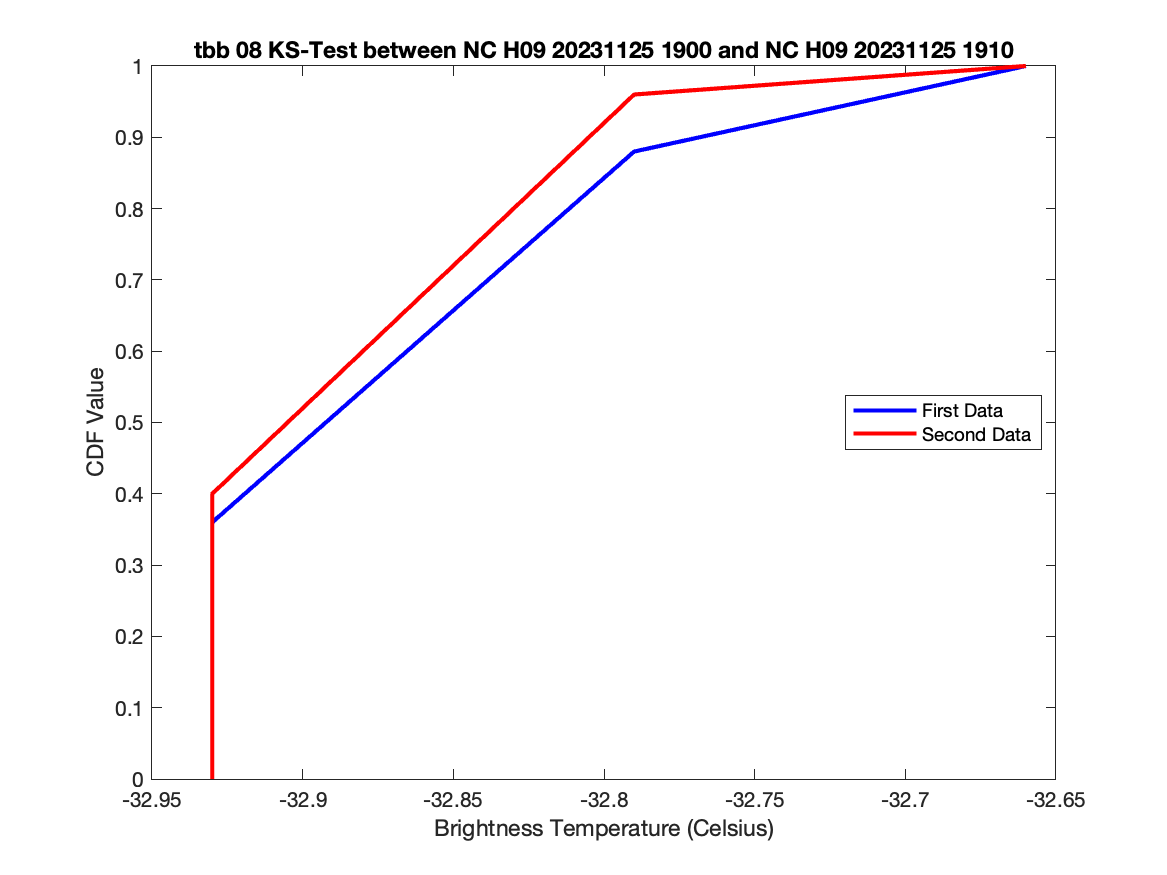 tbb 08 KS-Test between NC H09 20231125 1900 and NC H09 20231125 1910
1
0.9
0.8
0.7
0.6
0.5
0.4
0.3
0.2
0.1
0
CDF Value
First Data
Second Data
-32.95 -32.9 -32.85 -32.8 -32.75 -32.7 -32.65
Brightness Temperature (Celsius)